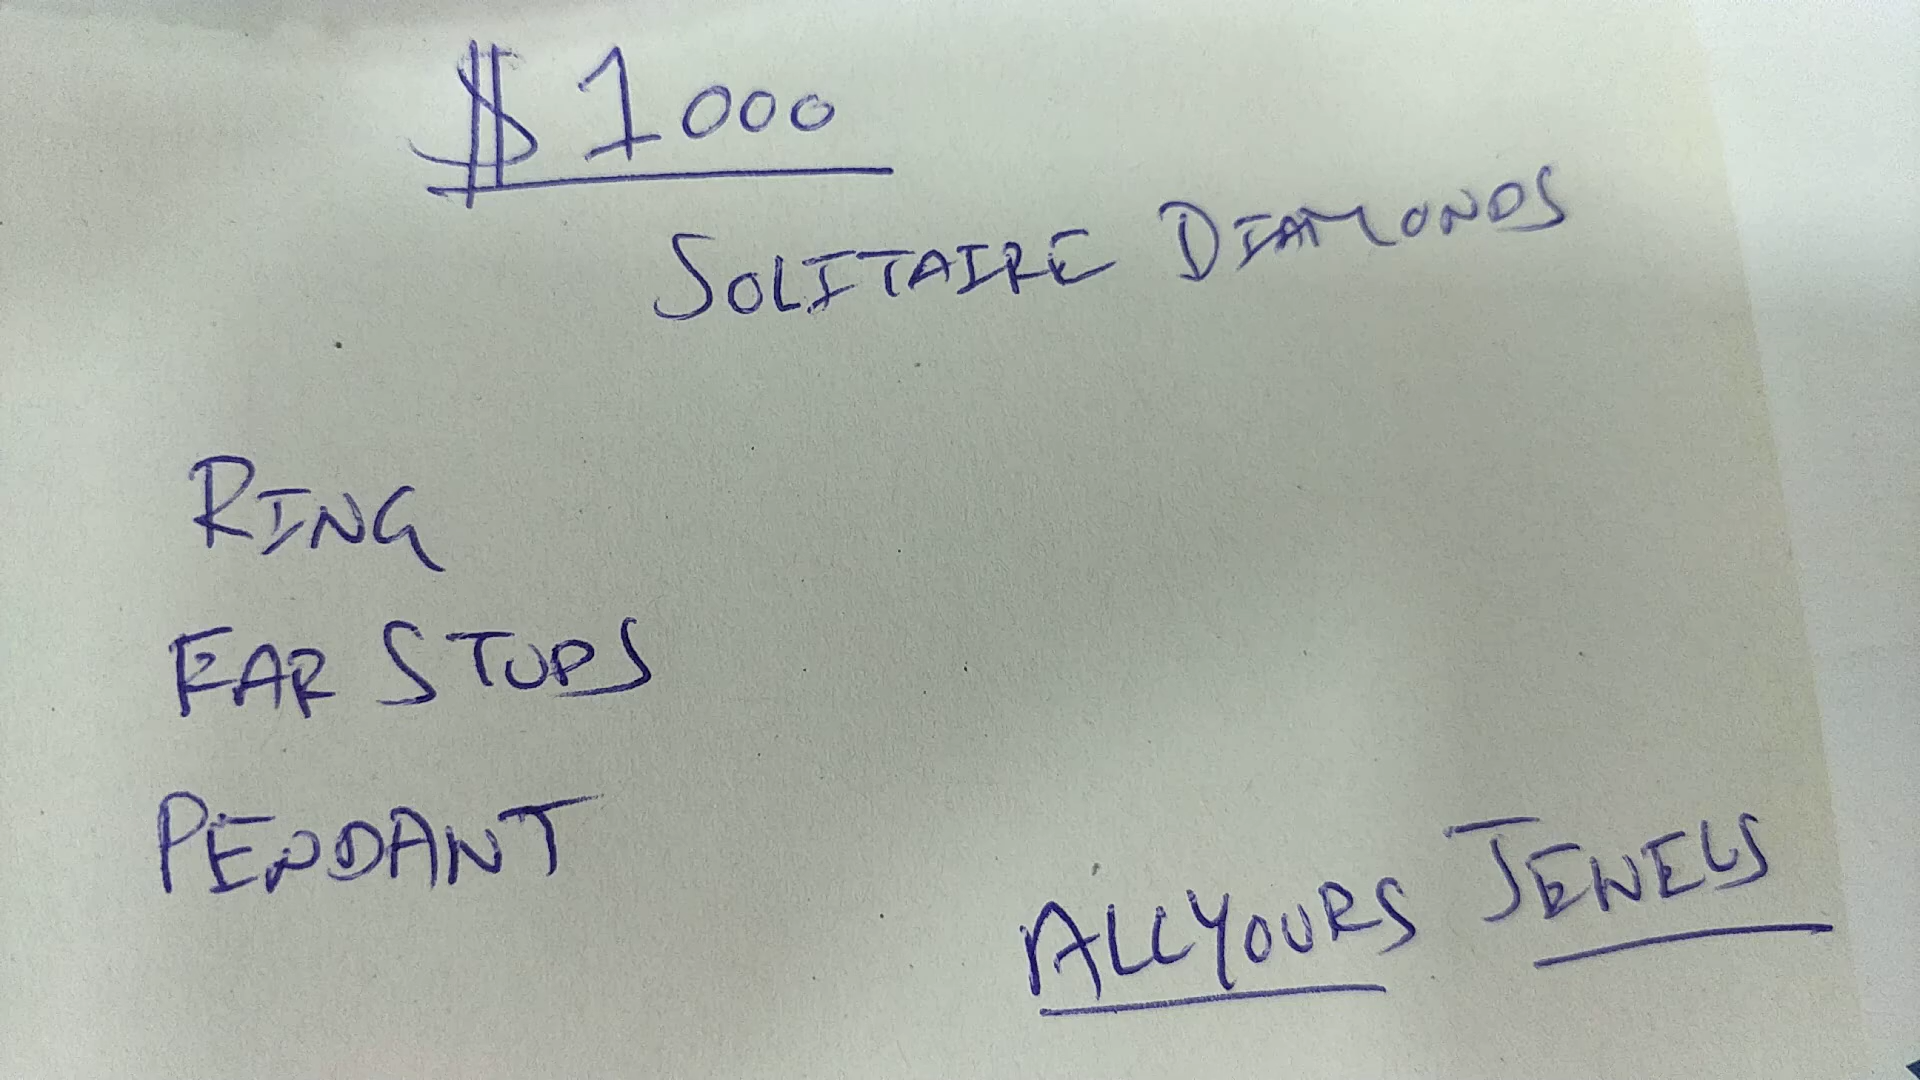 $1000
SOLITAIRE DIAMONDS
RING
EAR STUDS
PENDANT
ALLYOURS JEWELS